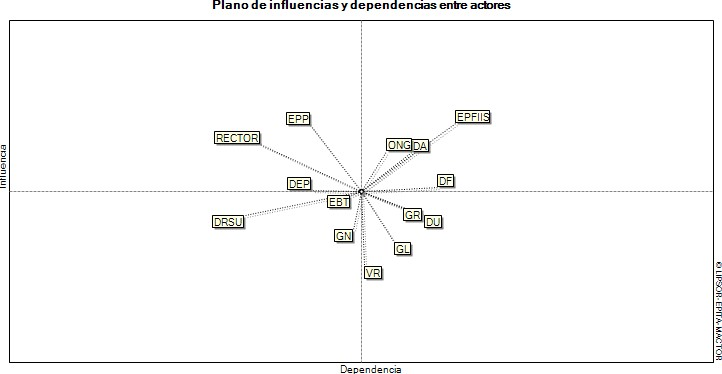 Plano de influencias y dependencias entre actores
EPFIIS
EPP
RECTOR
ONG
DA
DEP
DF
EBT
GR
DRSU
DU
GN
GL
VR
Influencia
Dependencia
© LIPSOR-EPITA-MACTOR